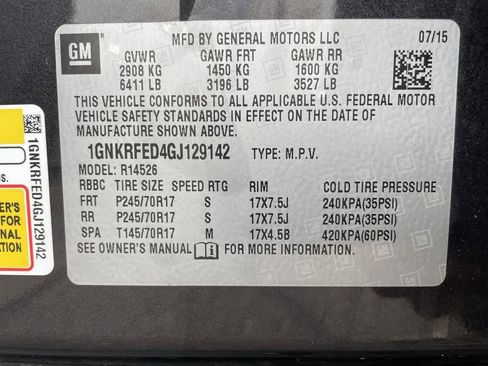 GM
MFD BY GENERAL MOTORS LLC 07/15
GVWR GAWR FRT GAWR RR
2908 KG 1450 KG 1600 KG
6411 LB 3196 LB 3527 LB
THIS VEHICLE CONFORMS TO ALL APPLICABLE U.S. FEDERAL MOTOR
VEHICLE SAFETY STANDARDS IN EFFECT ON THE DATE OF
MANUFACTURE SHOWN ABOVE.
1GNKRFED4GJ129142 TYPE: M.P.V.
MODEL: R14526
RBBC TIRE SIZE SPEED RTG RIM COLD TIRE PRESSURE
FRT P245/70R17 S 17X7.5J 240KPA(35PSI)
RR P245/70R17 S 17X7.5J 240KPA(35PSI)
SPA T145/70R17 M 17X4.5B 420KPA(60PSI)
SEE OWNER'S MANUAL FOR MORE INFORMATION.
1GNKRFED4GJ129142
OWNER'S
FOR
NAL
ATION